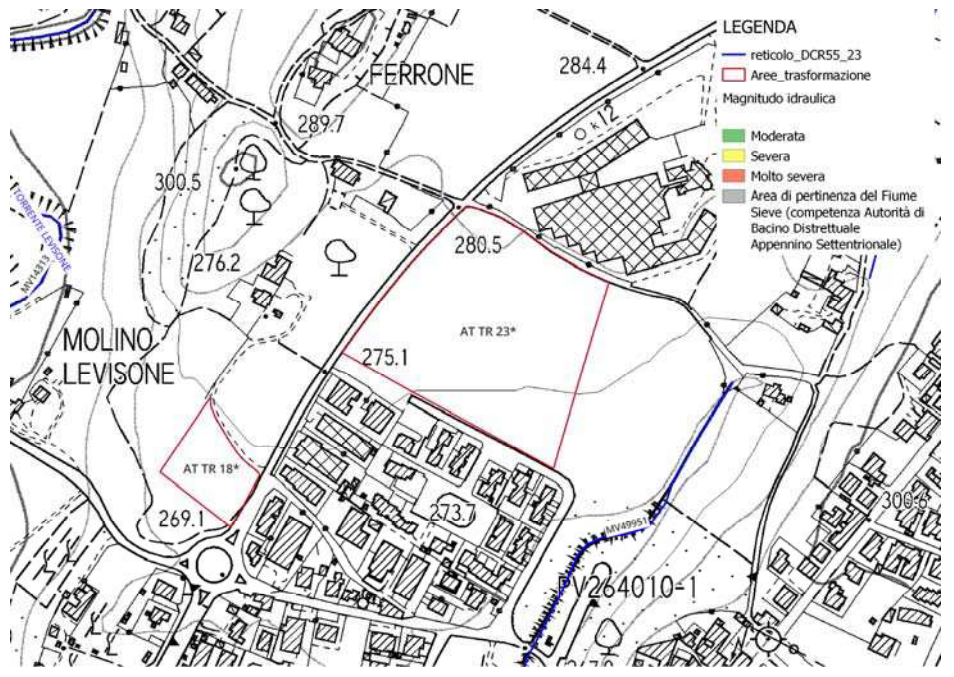 LEGENDA
reticolo_DCR55_23
Aree_trasformazione
Magnitudo idraulica
Moderata
Severa
Molto severa
Area di pertinenza del Fiume
Sieve (competenza Autorità di
Bacino Distrettuale
Appennino Settentrionale)
FERRONE
284.4
k12
289.7
300.5
TORRENTE LEVISONE
MV14313
276.2
280.5
AT TR 23*
MOLINO
LEVISONE
275.1
AT TR 18*
269.1
273.7
300.6
MV49951
PV264010-1